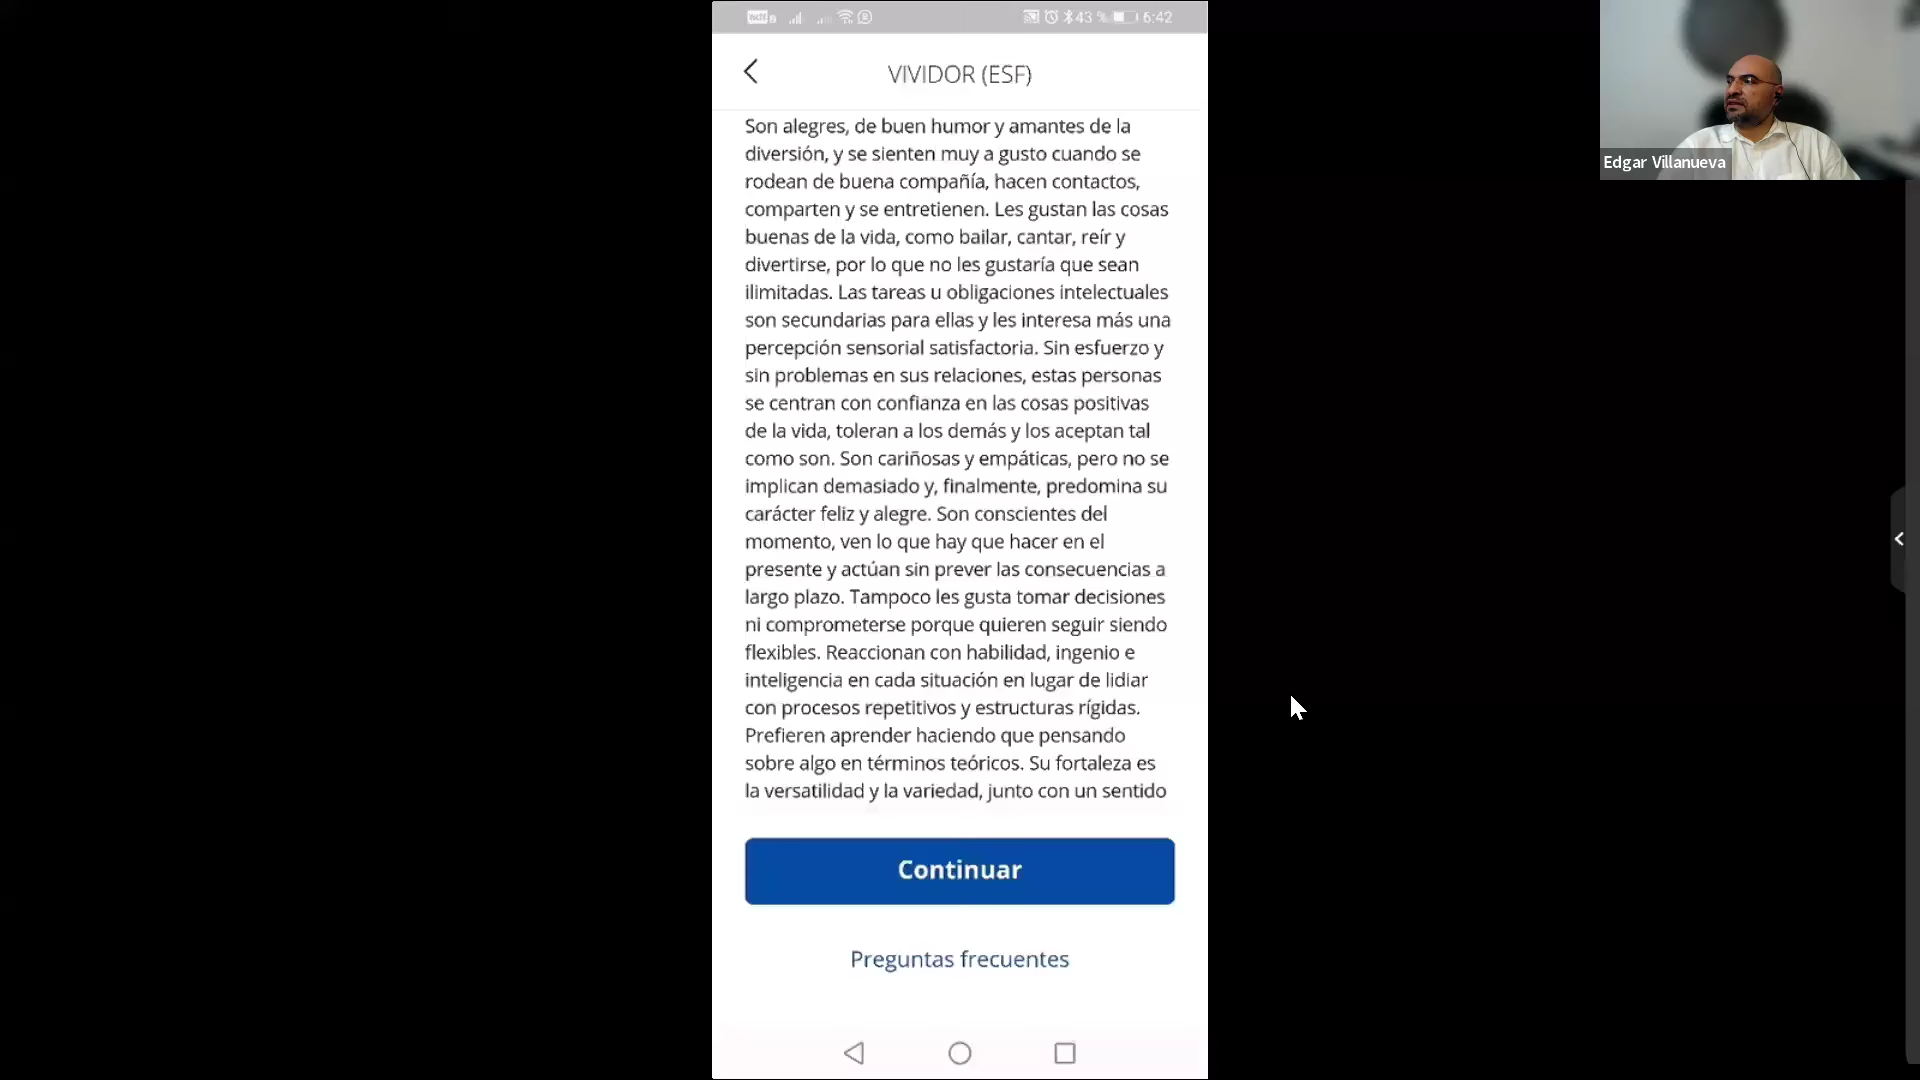 43 % 6:42
VIVIDOR (ESF)
Son alegres, de buen humor y amantes de la
diversión, y se sienten muy a gusto cuando se
rodean de buena compañía, hacen contactos,
comparten y se entretienen. Les gustan las cosas
buenas de la vida, como bailar, cantar, reír y
divertirse, por lo que no les gustaría que sean
ilimitadas. Las tareas u obligaciones intelectuales
son secundarias para ellas y les interesa más una
percepción sensorial satisfactoria. Sin esfuerzo y
sin problemas en sus relaciones, estas personas
se centran con confianza en las cosas positivas
de la vida, toleran a los demás y los aceptan tal
como son. Son cariñosas y empáticas, pero no se
implican demasiado y, finalmente, predomina su
carácter feliz y alegre. Son conscientes del
momento, ven lo que hay que hacer en el
presente y actúan sin prever las consecuencias a
largo plazo. Tampoco les gusta tomar decisiones
ni comprometerse porque quieren seguir siendo
flexibles. Reaccionan con habilidad, ingenio e
inteligencia en cada situación en lugar de lidiar
con procesos repetitivos y estructuras rígidas.
Prefieren aprender haciendo que pensando
sobre algo en términos teóricos. Su fortaleza es
la versatilidad y la variedad, junto con un sentido
Continuar
Preguntas frecuentes
Edgar Villanueva